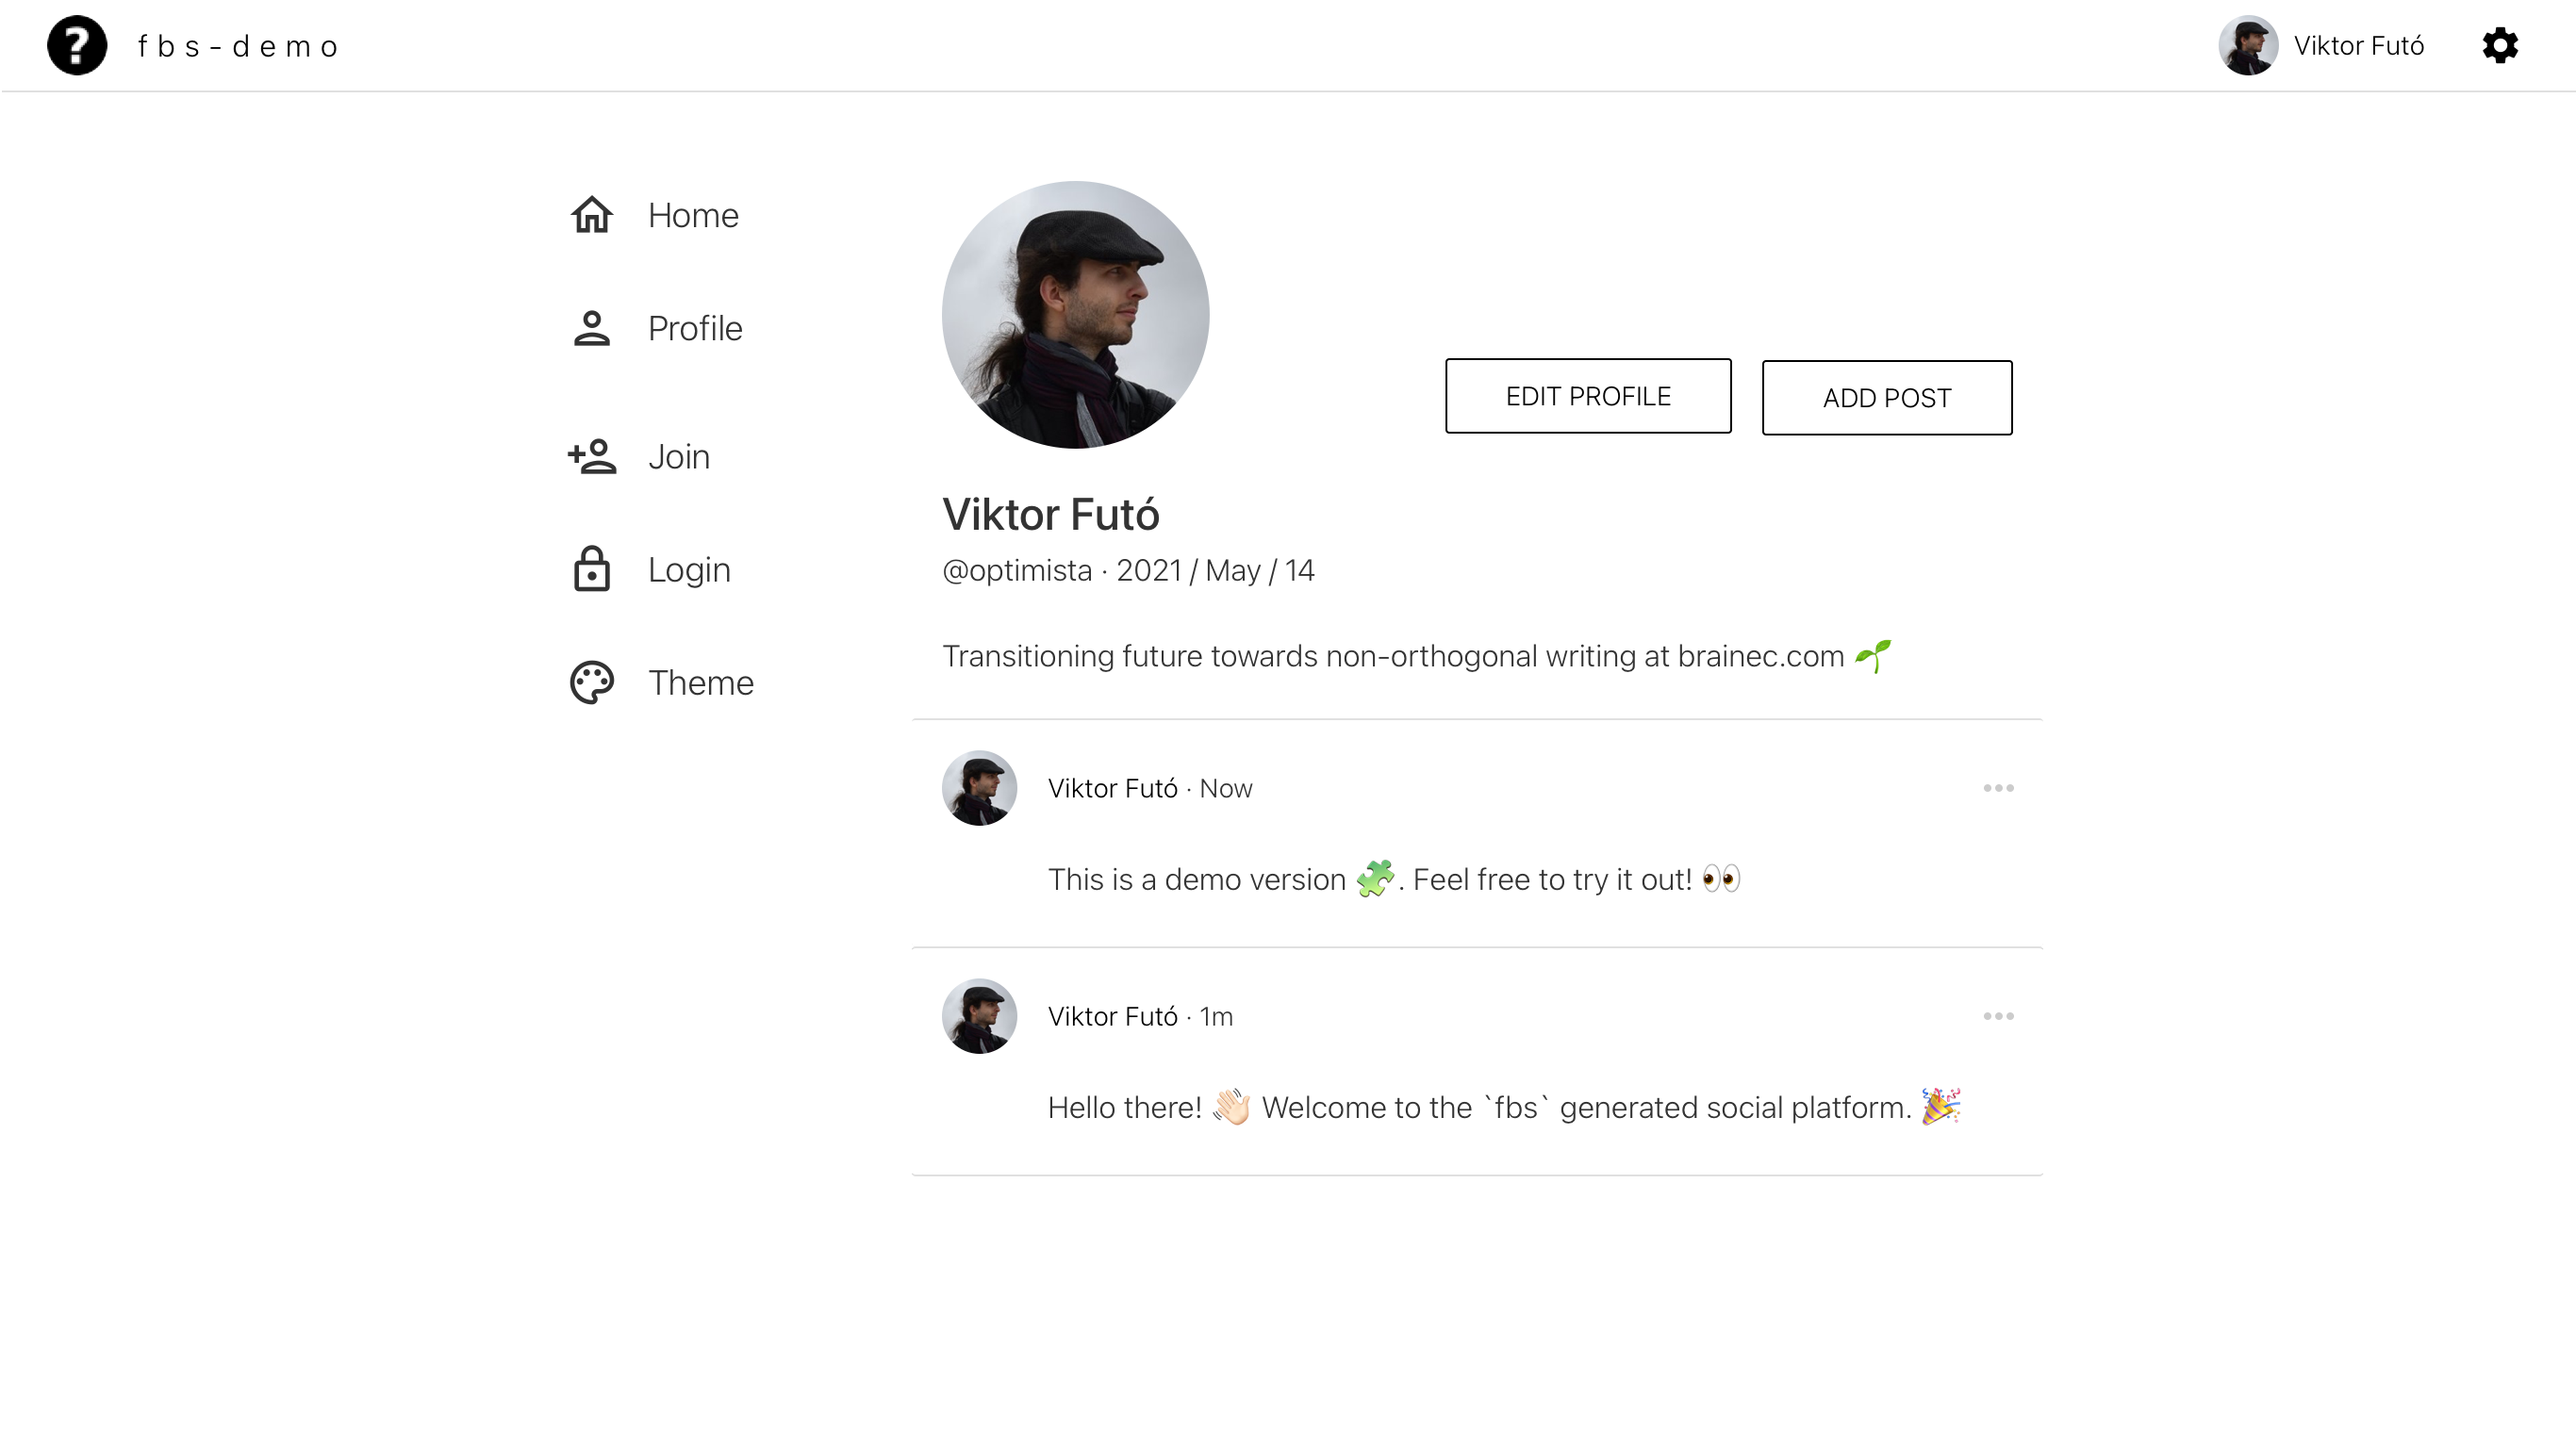 fbs-demo
Viktor Futó
Home
Profile
Join
Login
Theme
EDIT PROFILE
ADD POST
Viktor Futó
@optimista · 2021 / May / 14
Transitioning future towards non-orthogonal writing at brainec.com 🌱
Viktor Futó · Now
This is a demo version 🧩. Feel free to try it out! 👀
Viktor Futó · 1m
Hello there! 👋🏻 Welcome to the `fbs` generated social platform. 🎉